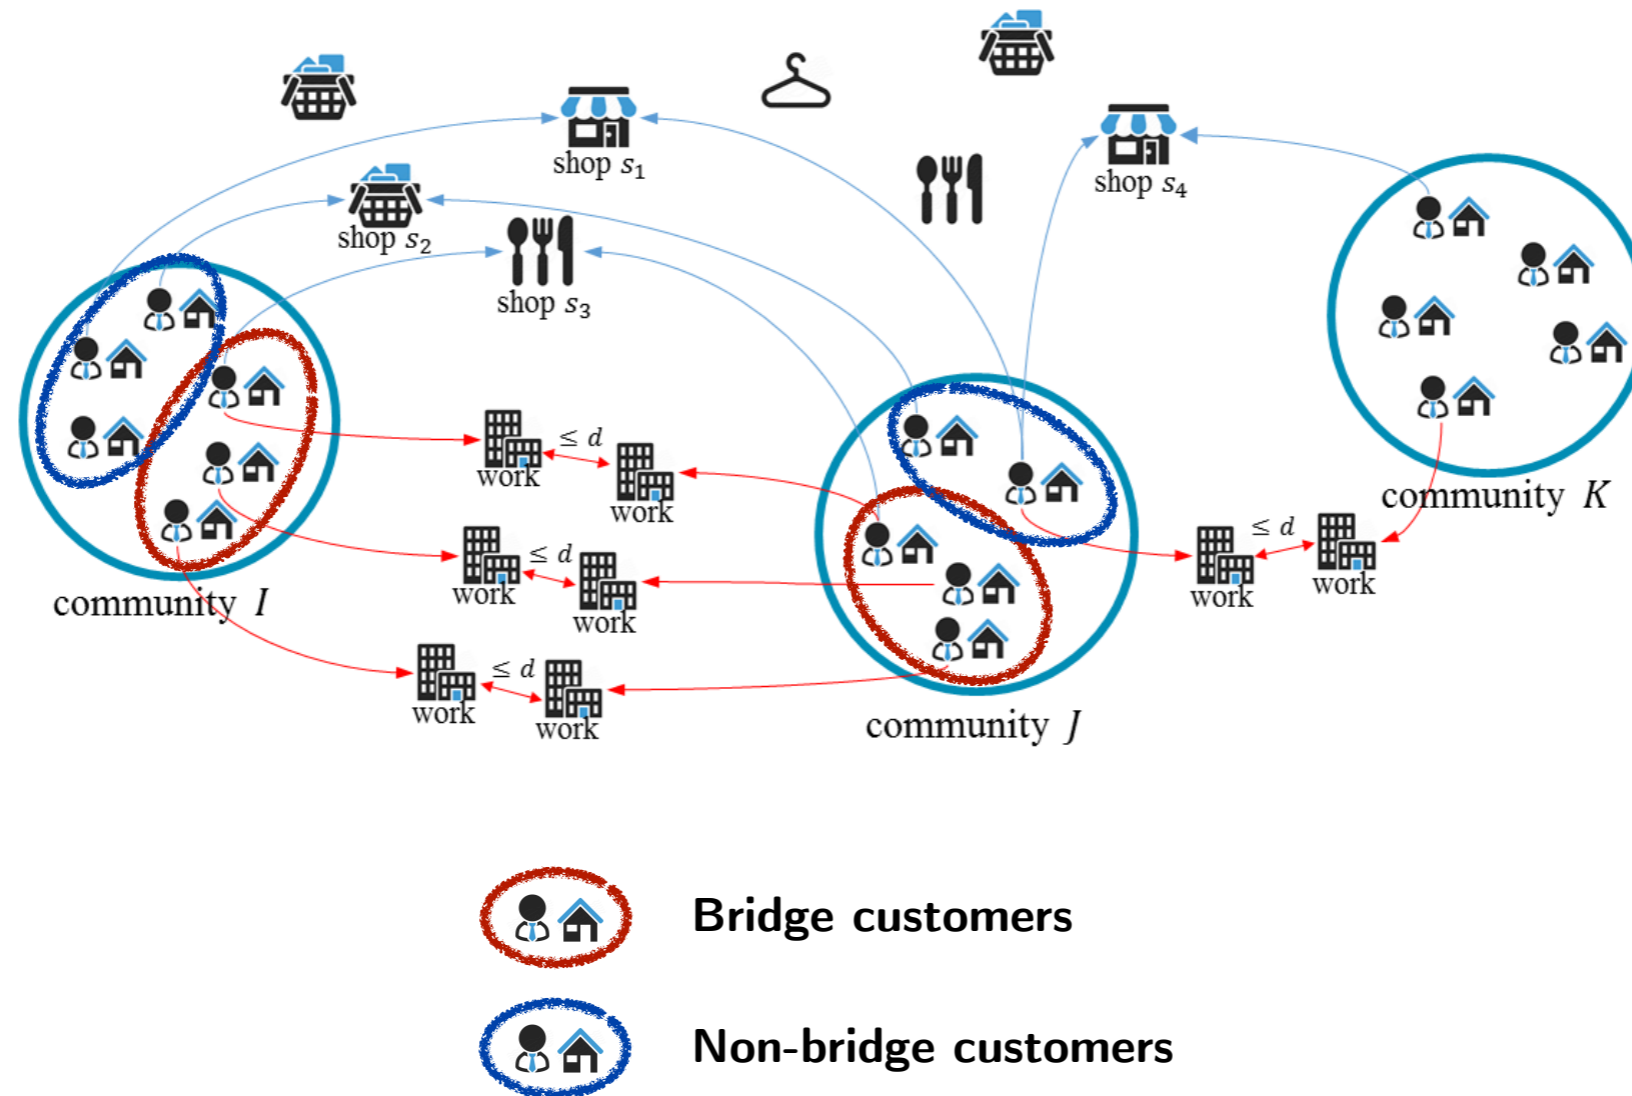 shop s₁
shop s₄
shop s₂
shop s₃
≤ d
work
work
community K
≤ d
work
work
≤ d
work
work
community I
≤ d
work
work
community J
Bridge customers
Non-bridge customers